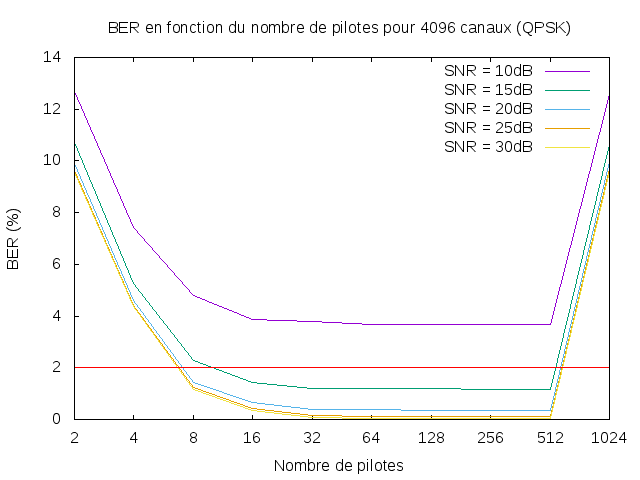 BER en fonction du nombre de pilotes pour 4096 canaux (QPSK)
SNR = 10dB
SNR = 15dB
SNR = 20dB
SNR = 25dB
SNR = 30dB
14
12
10
8
6
4
2
0
BER (%)
2 4 8 16 32 64 128 256 512 1024
Nombre de pilotes